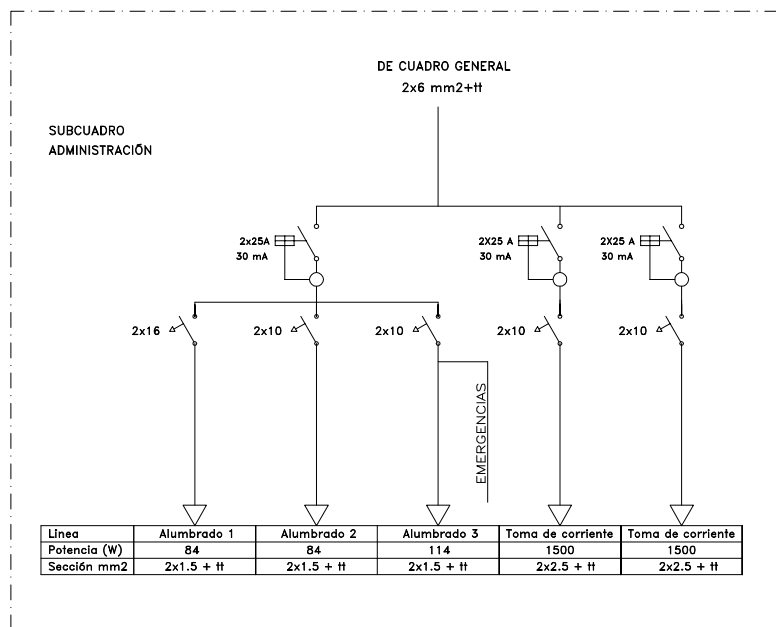 DE CUADRO GENERAL
2x6 mm2+tt
SUBCUADRO
ADMINISTRACIÓN
2x25A
30 mA
2X25 A
30 mA
2X25 A
30 mA
2x16
2x10
2x10
2x10
2x10
EMERGENCIAS
Linea Alumbrado 1 Alumbrado 2 Alumbrado 3 Toma de corriente Toma de corriente
Potencia (W) 84 84 114 1500 1500
Sección mm2 2x1.5 + tt 2x1.5 + tt 2x1.5 + tt 2x2.5 + tt 2x2.5 + tt